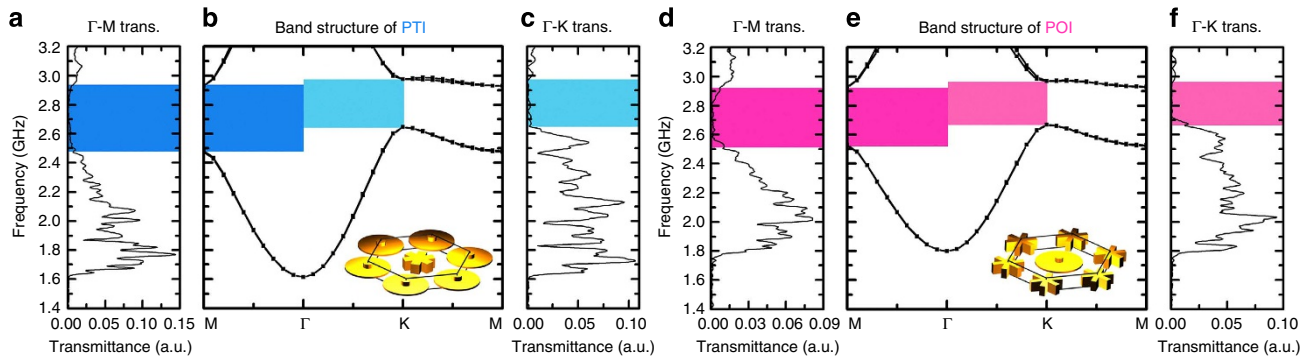 a
Γ-M trans.
b
Band structure of PTI
c
Γ-K trans.
d
Γ-M trans.
e
Band structure of POI
f
Γ-K trans.
Frequency (GHz)
3.2
3.0
2.8
2.6
2.4
2.2
2.0
1.8
1.6
1.4
0.00 0.05 0.10 0.15
Transmittance (a.u.)
M Γ K M
0.00 0.05 0.10
Transmittance (a.u.)
Frequency (GHz)
3.2
3.0
2.8
2.6
2.4
2.2
2.0
1.8
1.6
1.4
0.00 0.03 0.06 0.09
Transmittance (a.u.)
M Γ K M
0.00 0.05 0.10
Transmittance (a.u.)